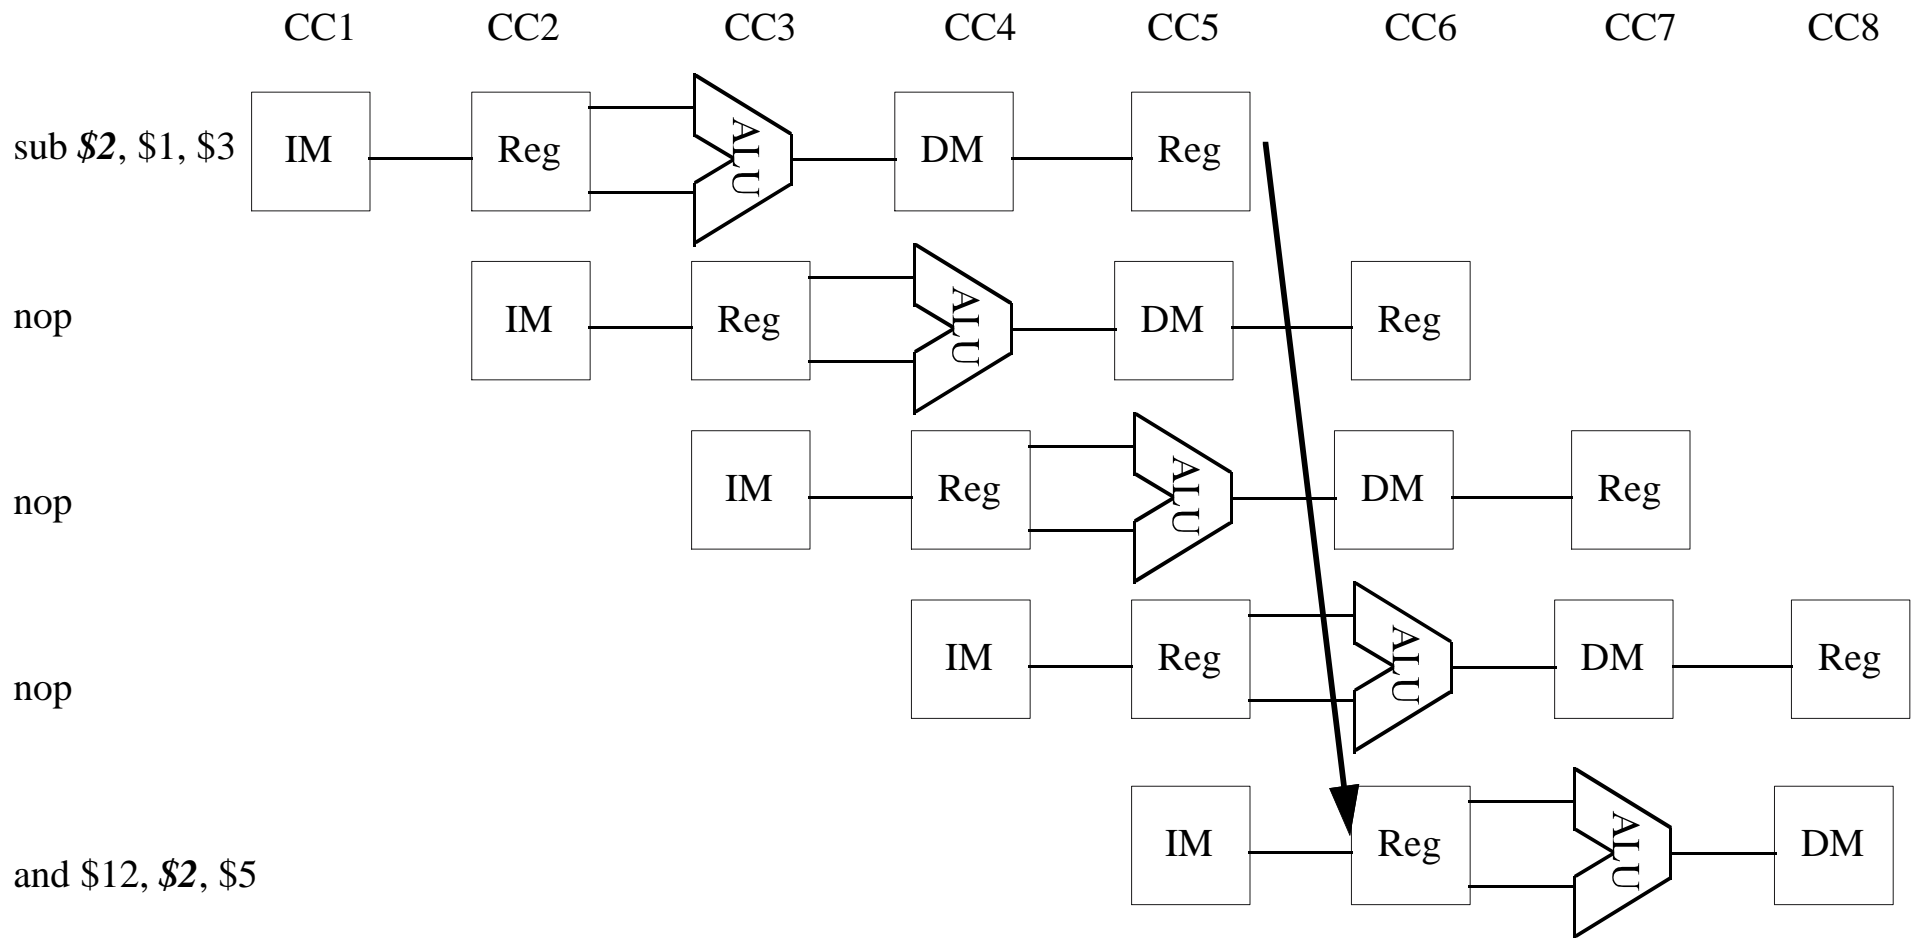 CC1 CC2 CC3 CC4 CC5 CC6 CC7 CC8
sub $2, $1, $3 IM Reg ALU DM Reg
nop IM Reg ALU DM Reg
nop IM Reg ALU DM Reg
nop IM Reg ALU DM Reg
and $12, $2, $5 IM Reg ALU DM